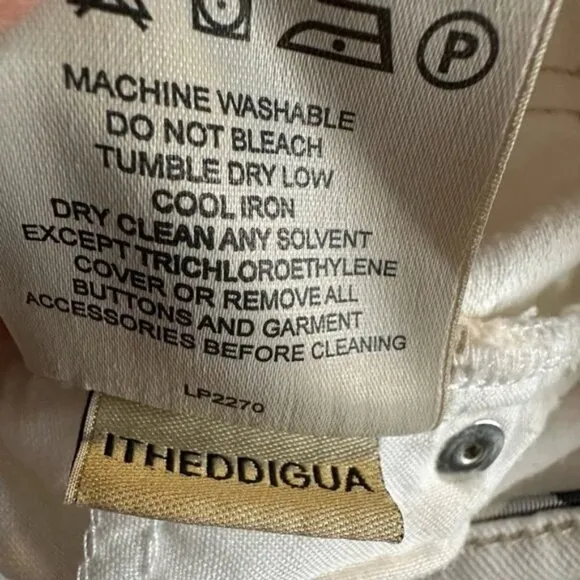 P
MACHINE WASHABLE
DO NOT BLEACH
TUMBLE DRY LOW
COOL IRON
DRY CLEAN ANY SOLVENT
EXCEPT TRICHLOROETHYLENE
COVER OR REMOVE ALL
BUTTONS AND GARMENT
ACCESSORIES BEFORE CLEANING
LP2270
ITHEDDIGUA